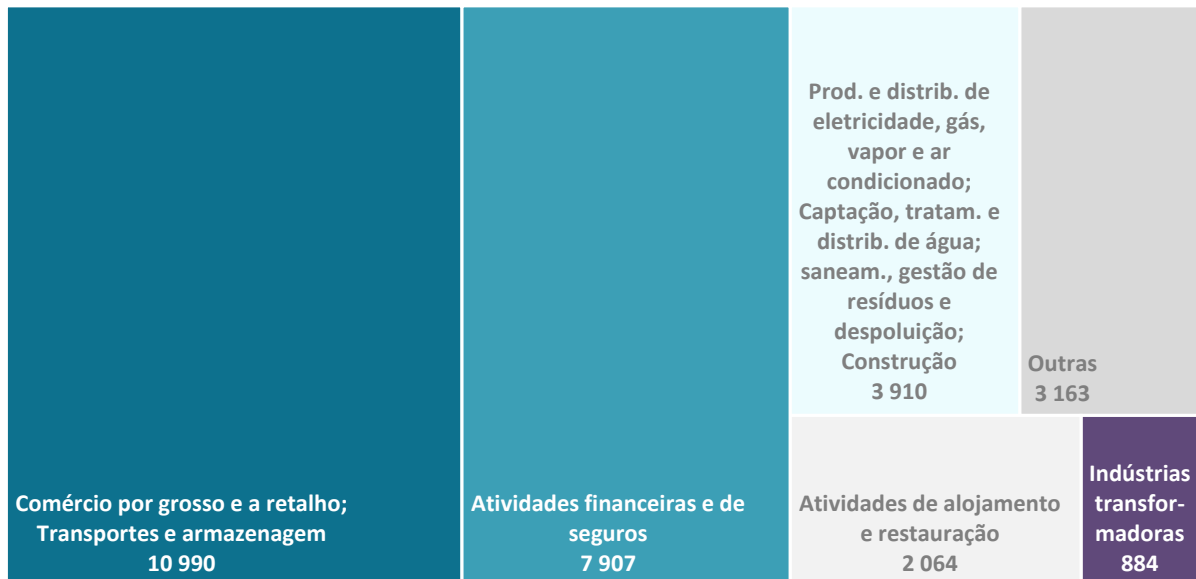 Comércio por grosso e a retalho;
Transportes e armazenagem
10 990
Atividades financeiras e de
seguros
7 907
Prod. e distrib. de
eletricidade, gás,
vapor e ar
condicionado;
Captação, tratam. e
distrib. de água;
saneam., gestão de
resíduos e
despoluição;
Construção
3 910
Outras
3 163
Atividades de alojamento
e restauração
2 064
Indústrias
transfor-
madoras
884